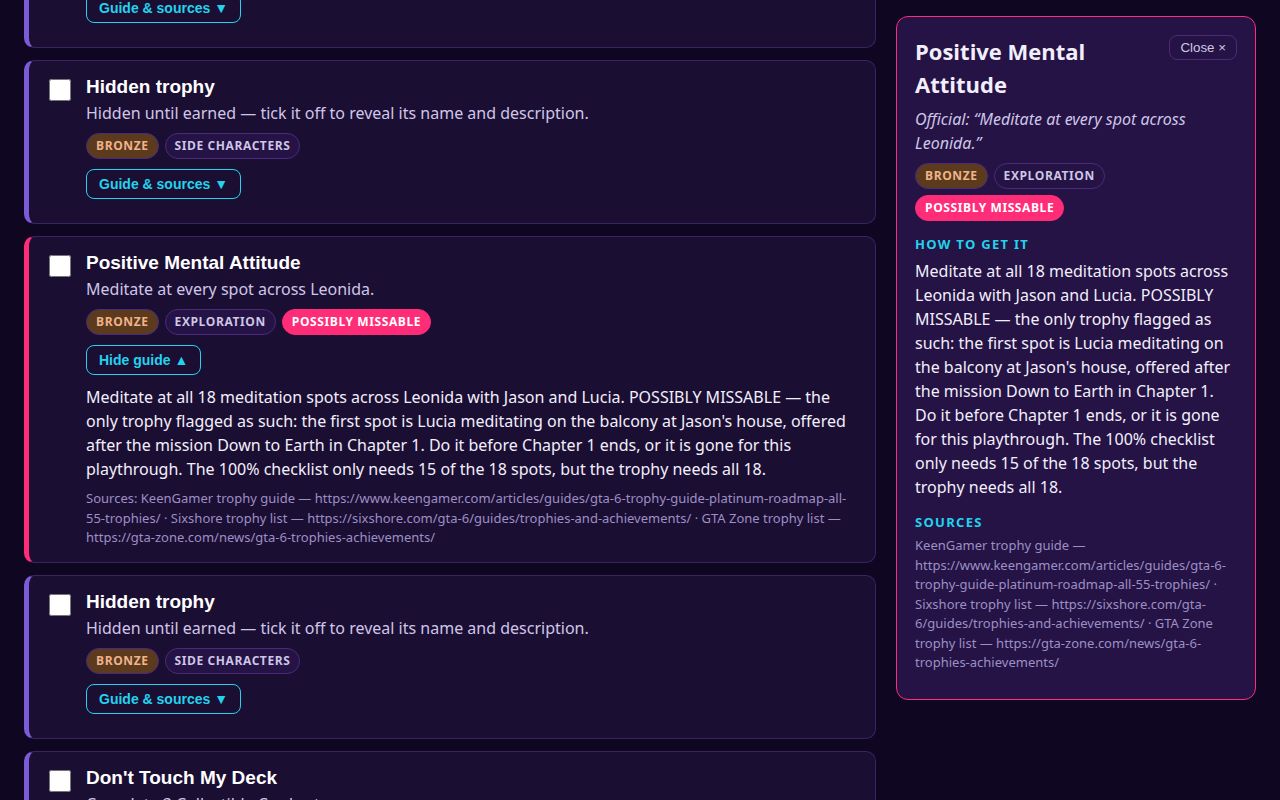 Guide & sources ▼
Hidden trophy
Hidden until earned — tick it off to reveal its name and description.
BRONZE SIDE CHARACTERS
Guide & sources ▼
Positive Mental Attitude
Meditate at every spot across Leonida.
BRONZE EXPLORATION POSSIBLY MISSABLE
Hide guide ▲
Meditate at all 18 meditation spots across Leonida with Jason and Lucia. POSSIBLY MISSABLE — the
only trophy flagged as such: the first spot is Lucia meditating on the balcony at Jason's house, offered
after the mission Down to Earth in Chapter 1. Do it before Chapter 1 ends, or it is gone for this
playthrough. The 100% checklist only needs 15 of the 18 spots, but the trophy needs all 18.
Sources: KeenGamer trophy guide — https://www.keengamer.com/articles/guides/gta-6-trophy-guide-platinum-roadmap-all-
55-trophies/ · Sixshore trophy list — https://sixshore.com/gta-6/guides/trophies-and-achievements/ · GTA Zone trophy list —
https://gta-zone.com/news/gta-6-trophies-achievements/
Hidden trophy
Hidden until earned — tick it off to reveal its name and description.
BRONZE SIDE CHARACTERS
Guide & sources ▼
Don't Touch My Deck
Positive Mental
Attitude
Close ×
Official: “Meditate at every spot across
Leonida.”
BRONZE EXPLORATION
POSSIBLY MISSABLE
HOW TO GET IT
Meditate at all 18 meditation spots across
Leonida with Jason and Lucia. POSSIBLY
MISSABLE — the only trophy flagged as
such: the first spot is Lucia meditating on
the balcony at Jason's house, offered after
the mission Down to Earth in Chapter 1.
Do it before Chapter 1 ends, or it is gone
for this playthrough. The 100% checklist
only needs 15 of the 18 spots, but the
trophy needs all 18.
SOURCES
KeenGamer trophy guide —
https://www.keengamer.com/articles/guides/gta-6-
trophy-guide-platinum-roadmap-all-55-trophies/ ·
Sixshore trophy list — https://sixshore.com/gta-
6/guides/trophies-and-achievements/ · GTA Zone
trophy list — https://gta-zone.com/news/gta-6-
trophies-achievements/